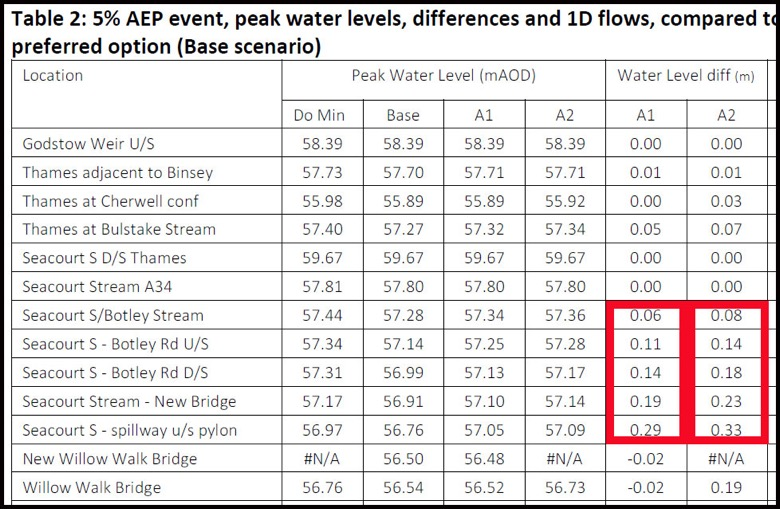 Table 2: 5% AEP event, peak water levels, differences and 1D flows, compared to
preferred option (Base scenario)
Location Peak Water Level (mAOD) Water Level diff (m)
Do Min Base A1 A2 A1 A2
Godstow Weir U/S 58.39 58.39 58.39 58.39 0.00 0.00
Thames adjacent to Binsey 57.73 57.70 57.71 57.71 0.01 0.01
Thames at Cherwell conf 55.98 55.89 55.89 55.92 0.00 0.03
Thames at Bulstake Stream 57.40 57.27 57.32 57.34 0.05 0.07
Seacourt S D/S Thames 59.67 59.67 59.67 59.67 0.00 0.00
Seacourt Stream A34 57.81 57.80 57.80 57.80 0.00 0.00
Seacourt S/Botley Stream 57.44 57.28 57.34 57.36 0.06 0.08
Seacourt S - Botley Rd U/S 57.34 57.14 57.25 57.28 0.11 0.14
Seacourt S - Botley Rd D/S 57.31 56.99 57.13 57.17 0.14 0.18
Seacourt Stream - New Bridge 57.17 56.91 57.10 57.14 0.19 0.23
Seacourt S - spillway u/s pylon 56.97 56.76 57.05 57.09 0.29 0.33
New Willow Walk Bridge #N/A 56.50 56.48 #N/A -0.02 #N/A
Willow Walk Bridge 56.76 56.54 56.52 56.73 -0.02 0.19